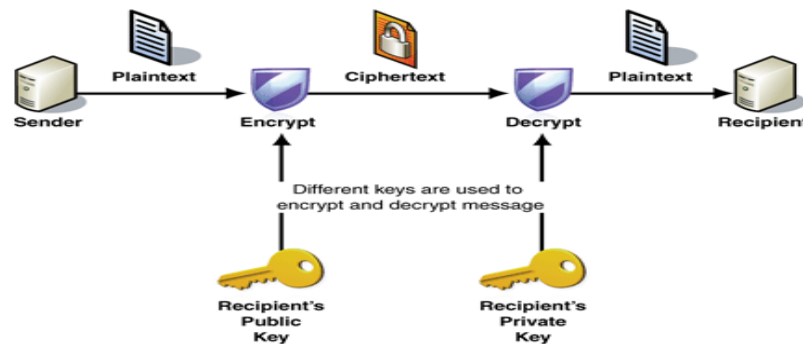 Plaintext
Ciphertext
Plaintext
Sender
Encrypt
Decrypt
Recipient
Different keys are used to
encrypt and decrypt message
Recipient's
Public
Key
Recipient's
Private
Key